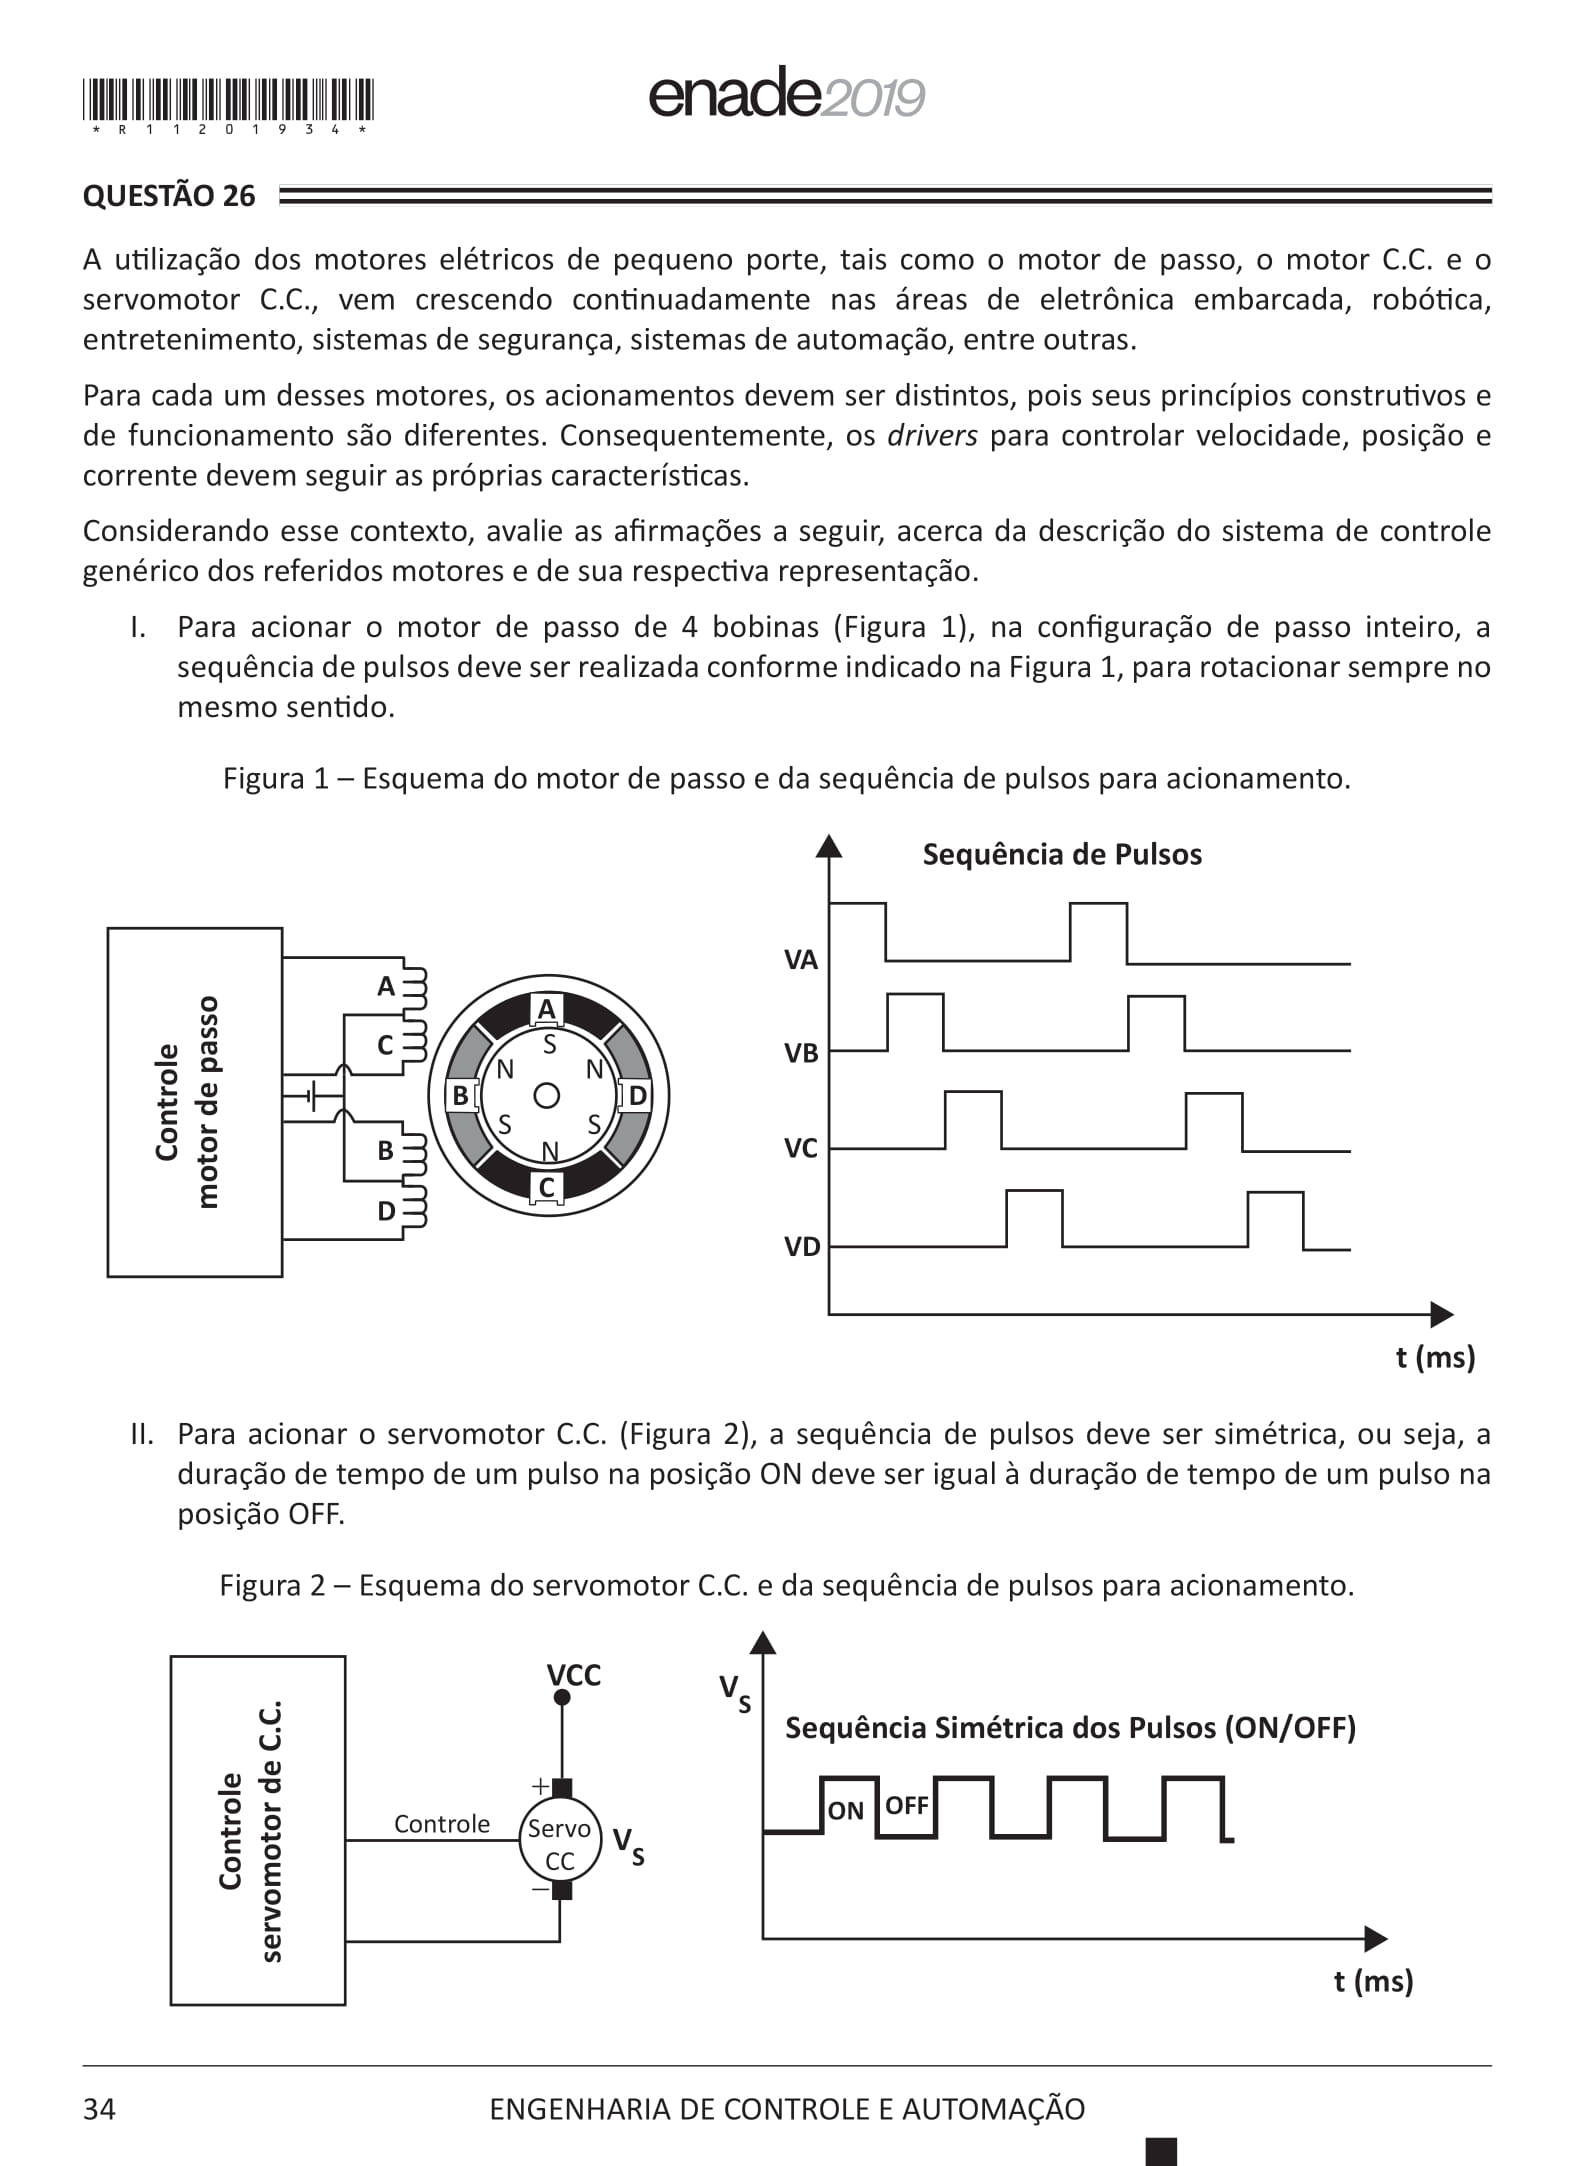 enade2019
*R11201934*
QUESTÃO 26
A utilização dos motores elétricos de pequeno porte, tais como o motor de passo, o motor C.C. e o
servomotor C.C., vem crescendo continuadamente nas áreas de eletrônica embarcada, robótica,
entretenimento, sistemas de segurança, sistemas de automação, entre outras.
Para cada um desses motores, os acionamentos devem ser distintos, pois seus princípios construtivos e
de funcionamento são diferentes. Consequentemente, os drivers para controlar velocidade, posição e
corrente devem seguir as próprias características.
Considerando esse contexto, avalie as afirmações a seguir, acerca da descrição do sistema de controle
genérico dos referidos motores e de sua respectiva representação.
I. Para acionar o motor de passo de 4 bobinas (Figura 1), na configuração de passo inteiro, a
sequência de pulsos deve ser realizada conforme indicado na Figura 1, para rotacionar sempre no
mesmo sentido.
Figura 1 – Esquema do motor de passo e da sequência de pulsos para acionamento.
Controle
motor de passo
A
C
B
D
A
S
N
N
B
D
S
S
N
C
Sequência de Pulsos
VA
VB
VC
VD
t (ms)
II. Para acionar o servomotor C.C. (Figura 2), a sequência de pulsos deve ser simétrica, ou seja, a
duração de tempo de um pulso na posição ON deve ser igual à duração de tempo de um pulso na
posição OFF.
Figura 2 – Esquema do servomotor C.C. e da sequência de pulsos para acionamento.
Controle
servomotor de C.C.
VCC
+
Controle
Servo
CC
VS
–
VS
Sequência Simétrica dos Pulsos (ON/OFF)
ON
OFF
t (ms)
34
ENGENHARIA DE CONTROLE E AUTOMAÇÃO